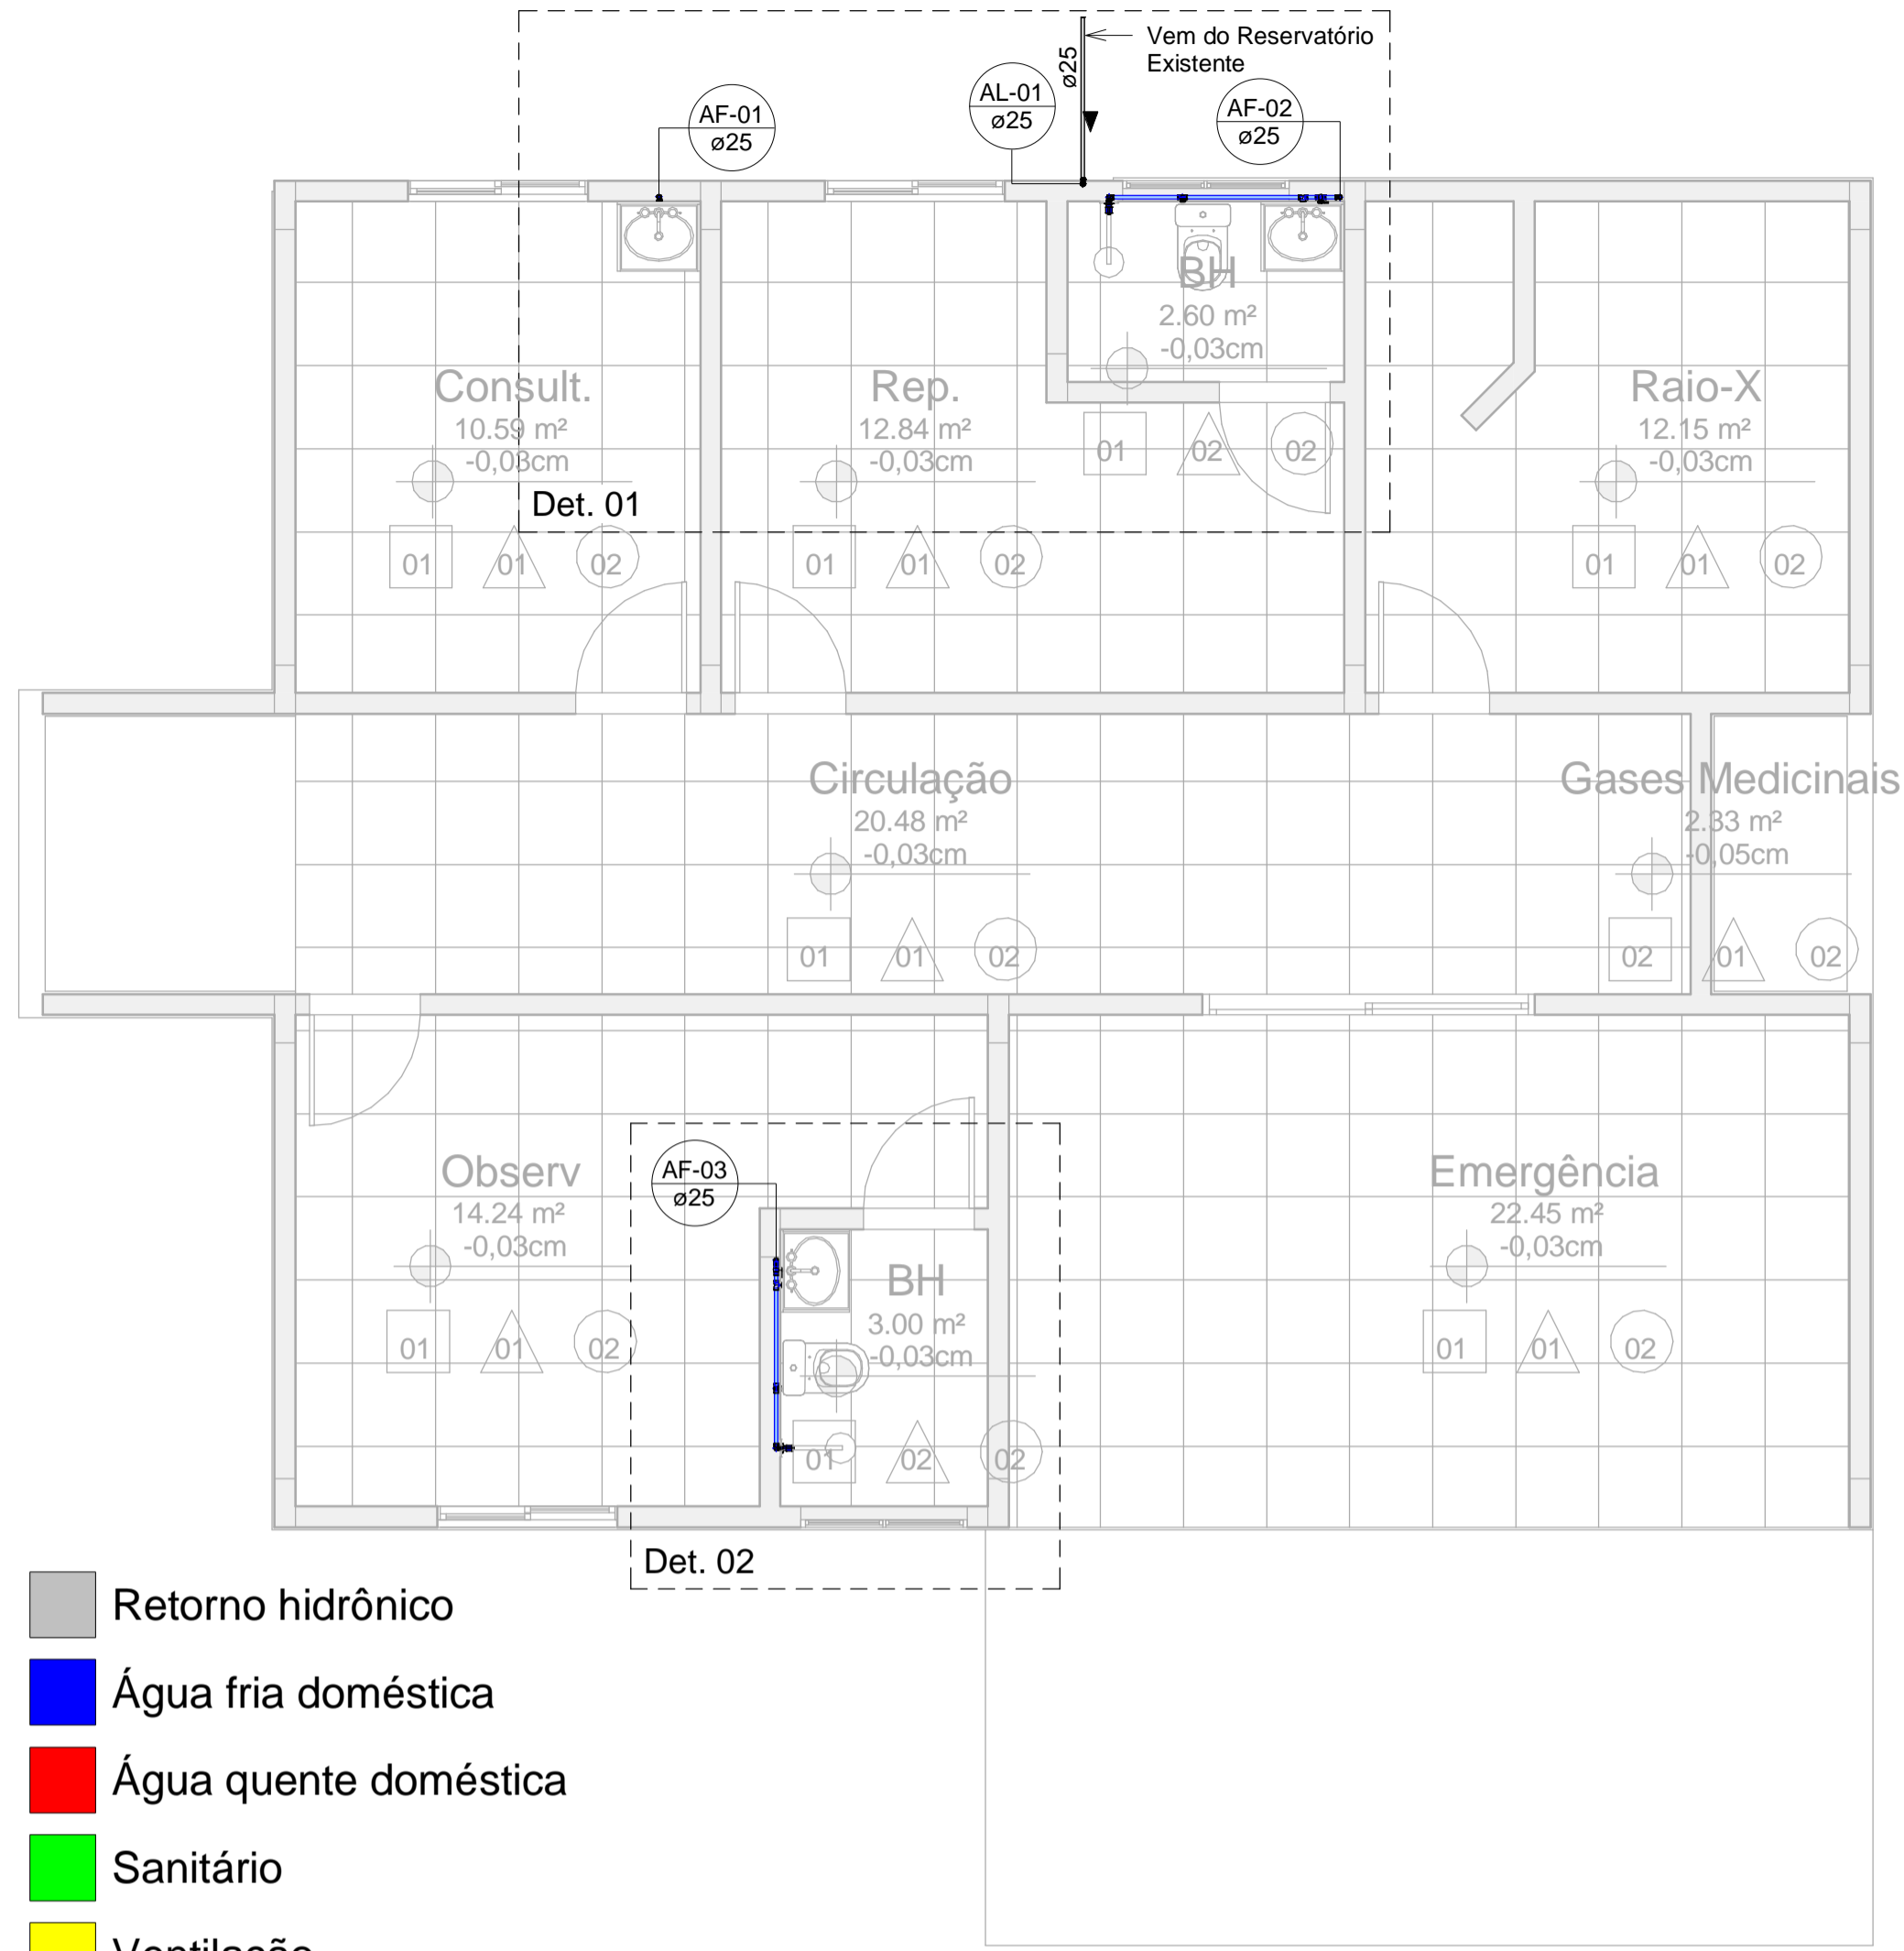 Vem do Reservatório
Existente
ø25
AF-01
ø25
AL-01
ø25
AF-02
ø25
BH
2.60 m²
-0,03cm
Consult.
10.59 m²
-0,03cm
Rep.
12.84 m²
-0,03cm
Raio-X
12.15 m²
-0,03cm
01 02 02
Det. 01
01 01 02
01 01 02
01 01 02
Circulação
20.48 m²
-0,03cm
Gases Medicinais
2.33 m²
-0,05cm
01 01 02
02 01 02
AF-03
ø25
Observ
14.24 m²
-0,03cm
Emergência
22.45 m²
-0,03cm
BH
3.00 m²
-0,03cm
01 01 02
01 01 02
01 02 02
Det. 02
Retorno hidrônico
Água fria doméstica
Água quente doméstica
Sanitário
Ventilação